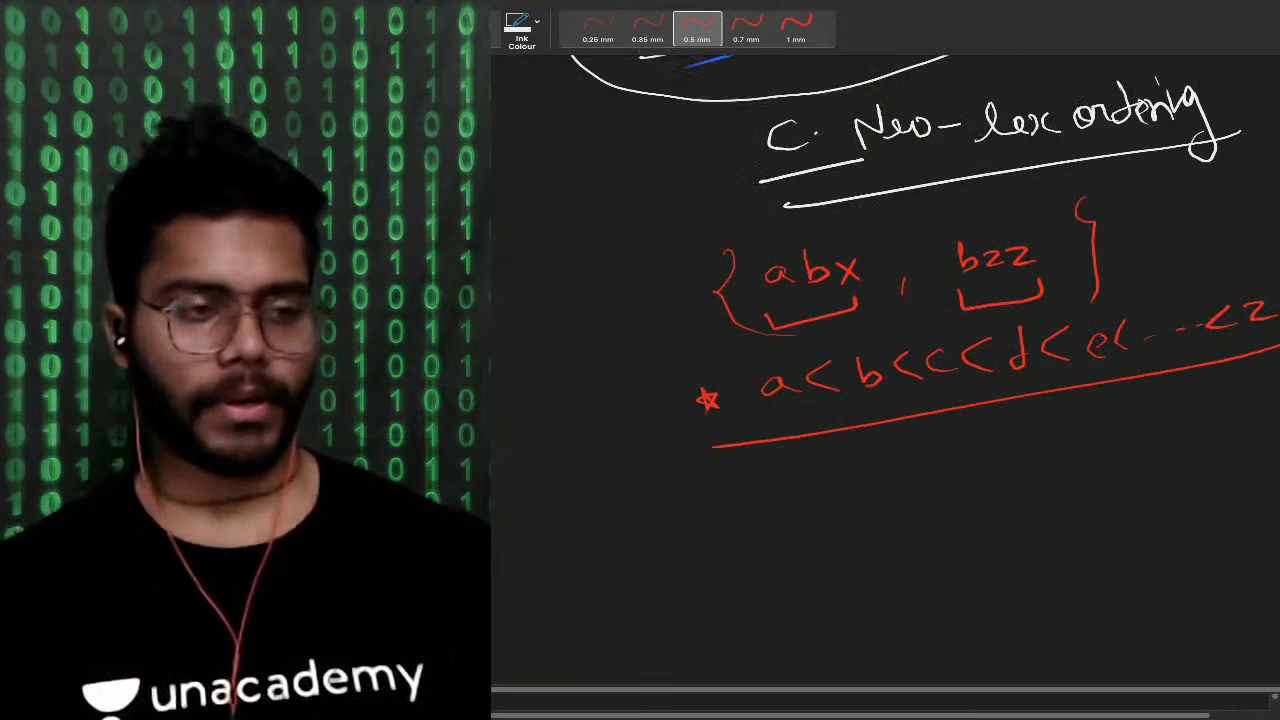 Ink
Colour
0.25 mm
0.35 mm
0.5 mm
0.7 mm
1 mm
C. Neo-lex ordering
{ abx , bzz }
* a < b < c < d < e < ... < z
unacademy